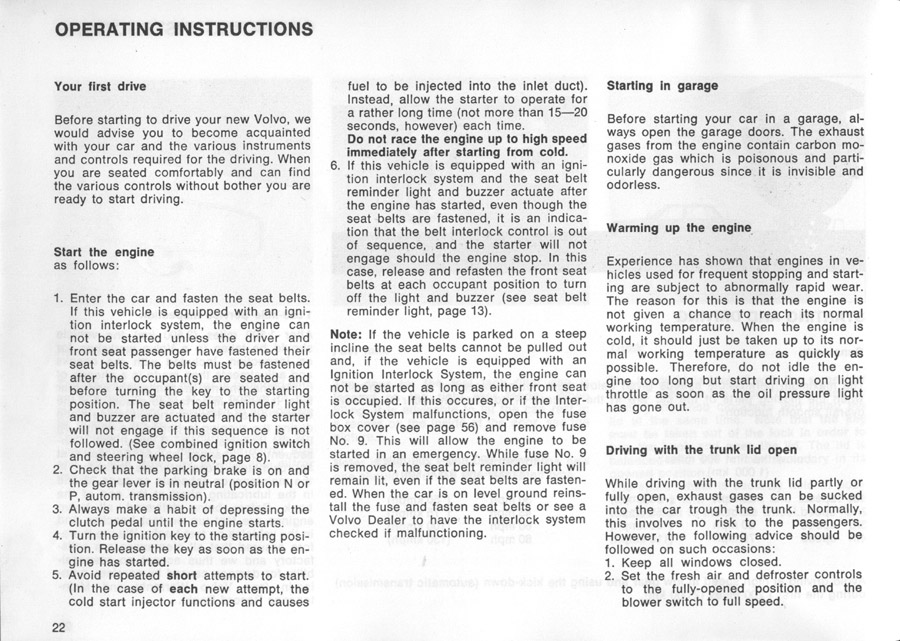 OPERATING INSTRUCTIONS
Your first drive
Before starting to drive your new Volvo, we
would advise you to become acquainted
with your car and the various instruments
and controls required for the driving. When
you are seated comfortably and can find
the various controls without bother you are
ready to start driving.
Start the engine
as follows:
1. Enter the car and fasten the seat belts.
If this vehicle is equipped with an igni-
tion interlock system, the engine can
not be started unless the driver and
front seat passenger have fastened their
seat belts. The belts must be fastened
after the occupant(s) are seated and
before turning the key to the starting
position. The seat belt reminder light
and buzzer are actuated and the starter
will not engage if this sequence is not
followed. (See combined ignition switch
and steering wheel lock, page 8).
2. Check that the parking brake is on and
the gear lever is in neutral (position N or
P, autom. transmission).
3. Always make a habit of depressing the
clutch pedal until the engine starts.
4. Turn the ignition key to the starting posi-
tion. Release the key as soon as the en-
gine has started.
5. Avoid repeated short attempts to start.
(In the case of each new attempt, the
cold start injector functions and causes
fuel to be injected into the inlet duct).
Instead, allow the starter to operate for
a rather long time (not more than 15—20
seconds, however) each time.
Do not race the engine up to high speed
immediately after starting from cold.
6. If this vehicle is equipped with an igni-
tion interlock system and the seat belt
reminder light and buzzer actuate after
the engine has started, even though the
seat belts are fastened, it is an indica-
tion that the belt interlock control is out
of sequence, and the starter will not
engage should the engine stop. In this
case, release and refasten the front seat
belts at each occupant position to turn
off the light and buzzer (see seat belt
reminder light, page 13).
Note: If the vehicle is parked on a steep
incline the seat belts cannot be pulled out
and, if the vehicle is equipped with an
Ignition Interlock System, the engine can
not be started as long as either front seat
is occupied. If this occures, or if the Inter-
lock System malfunctions, open the fuse
box cover (see page 56) and remove fuse
No. 9. This will allow the engine to be
started in an emergency. While fuse No. 9
is removed, the seat belt reminder light will
remain lit, even if the seat belts are fasten-
ed. When the car is on level ground reins-
tall the fuse and fasten seat belts or see a
Volvo Dealer to have the interlock system
checked if malfunctioning.
Starting in garage
Before starting your car in a garage, al-
ways open the garage doors. The exhaust
gases from the engine contain carbon mo-
noxide gas which is poisonous and parti-
cularly dangerous since it is invisible and
odorless.
Warming up the engine
Experience has shown that engines in ve-
hicles used for frequent stopping and start-
ing are subject to abnormally rapid wear.
The reason for this is that the engine is
not given a chance to reach its normal
working temperature. When the engine is
cold, it should just be taken up to its nor-
mal working temperature as quickly as
possible. Therefore, do not idle the en-
gine too long but start driving on light
throttle as soon as the oil pressure light
has gone out.
Driving with the trunk lid open
While driving with the trunk lid partly or
fully open, exhaust gases can be sucked
into the car trough the trunk. Normally,
this involves no risk to the passengers.
However, the following advice should be
followed on such occasions:
1. Keep all windows closed.
2. Set the fresh air and defroster controls
to the fully-opened position and the
blower switch to full speed.
22